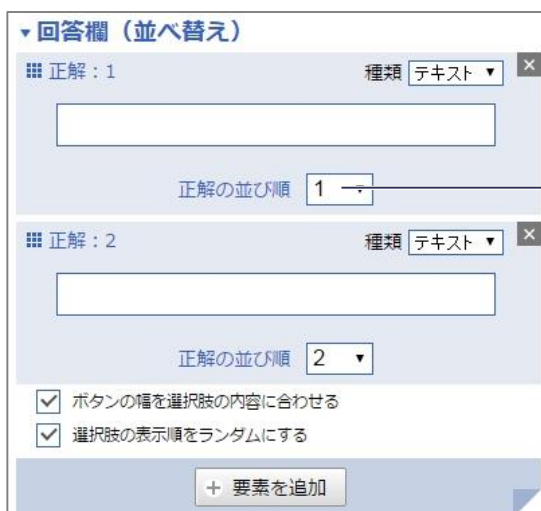 ▼回答欄（並べ替え）
正解：1 種類 テキスト ▼ ×
正解の並び順 1
正解：2 種類 テキスト ▼ ×
正解の並び順 2 ▼
ボタンの幅を選択肢の内容に合わせる
選択肢の表示順をランダムにする
+ 要素を追加